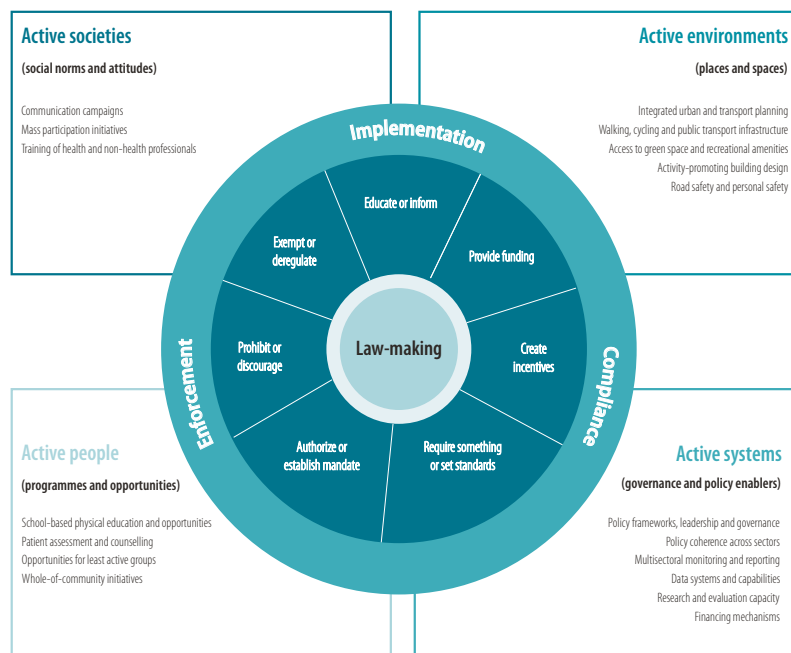 Active societies
(social norms and attitudes)
Communication campaigns
Mass participation initiatives
Training of health and non-health professionals
Active environments
(places and spaces)
Integrated urban and transport planning
Walking, cycling and public transport infrastructure
Access to green space and recreational amenities
Activity-promoting building design
Road safety and personal safety
Implementation
Educate or inform
Exempt or
deregulate
Provide funding
Prohibit or
discourage
Law-making
Create
incentives
Enforcement
Compliance
Authorize or
establish mandate
Require something
or set standards
Active people
(programmes and opportunities)
School-based physical education and opportunities
Patient assessment and counselling
Opportunities for least active groups
Whole-of-community initiatives
Active systems
(governance and policy enablers)
Policy frameworks, leadership and governance
Policy coherence across sectors
Multisectoral monitoring and reporting
Data systems and capabilities
Research and evaluation capacity
Financing mechanisms